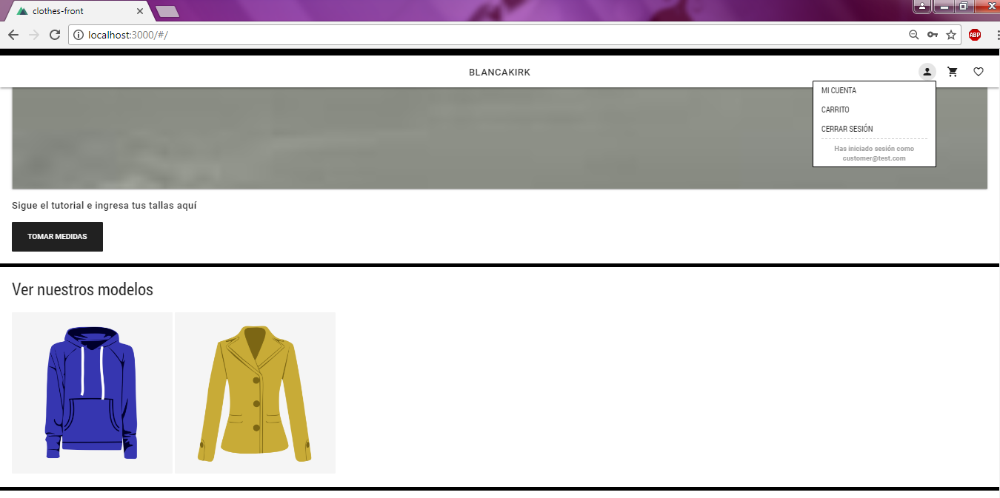 clothes-front
localhost:3000/#/
ABP
BLANCAKIRK
MI CUENTA
CARRITO
CERRAR SESIÓN
Has iniciado sesión como
customer@test.com
Sigue el tutorial e ingresa tus tallas aquí
TOMAR MEDIDAS
Ver nuestros modelos